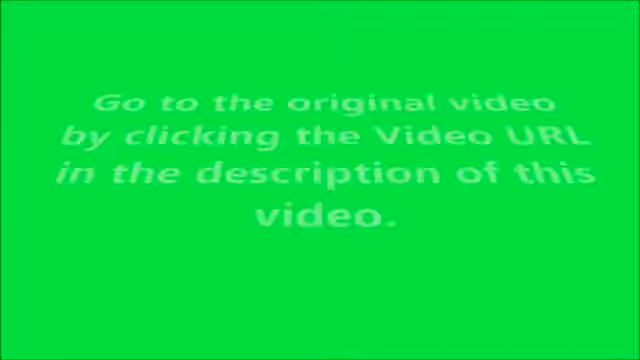 Go to the original video
by clicking the Video URL
in the description of this
video.